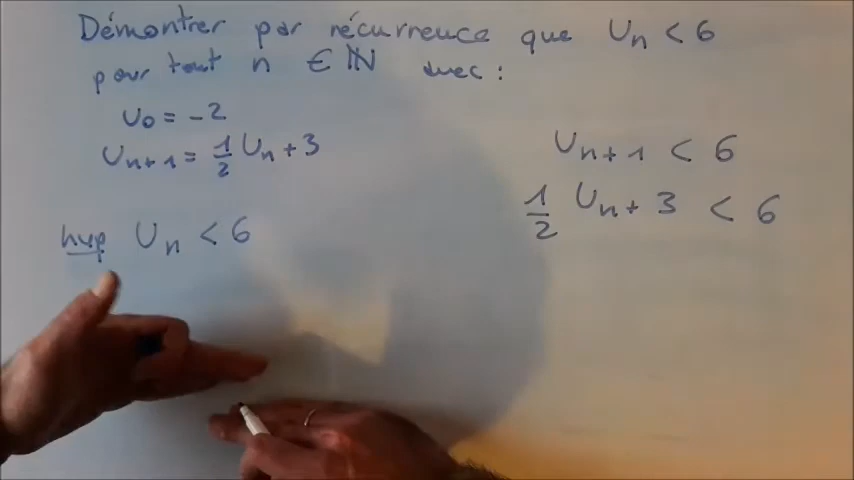 Démontrer par récurrence que Un < 6
pour tout n ∈ ℕ avec :
U0 = -2
Un+1 = 1/2 Un + 3
hyp Un < 6
Un+1 < 6
1/2 Un + 3 < 6